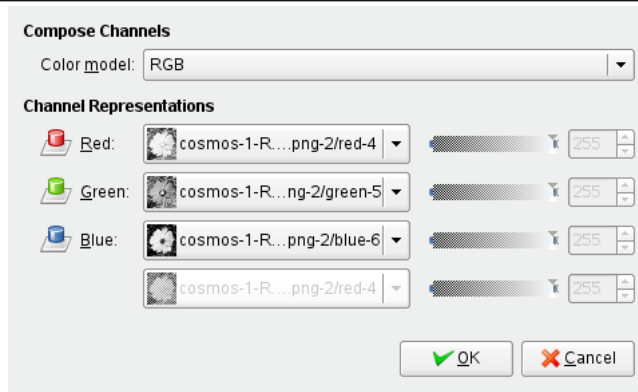 Compose Channels
Color model: RGB
Channel Representations
Red: cosmos-1-R....png-2/red-4 255
Green: cosmos-1-R...ng-2/green-5 255
Blue: cosmos-1-R...png-2/blue-6 255
cosmos-1-R....png-2/red-4 255
OK Cancel